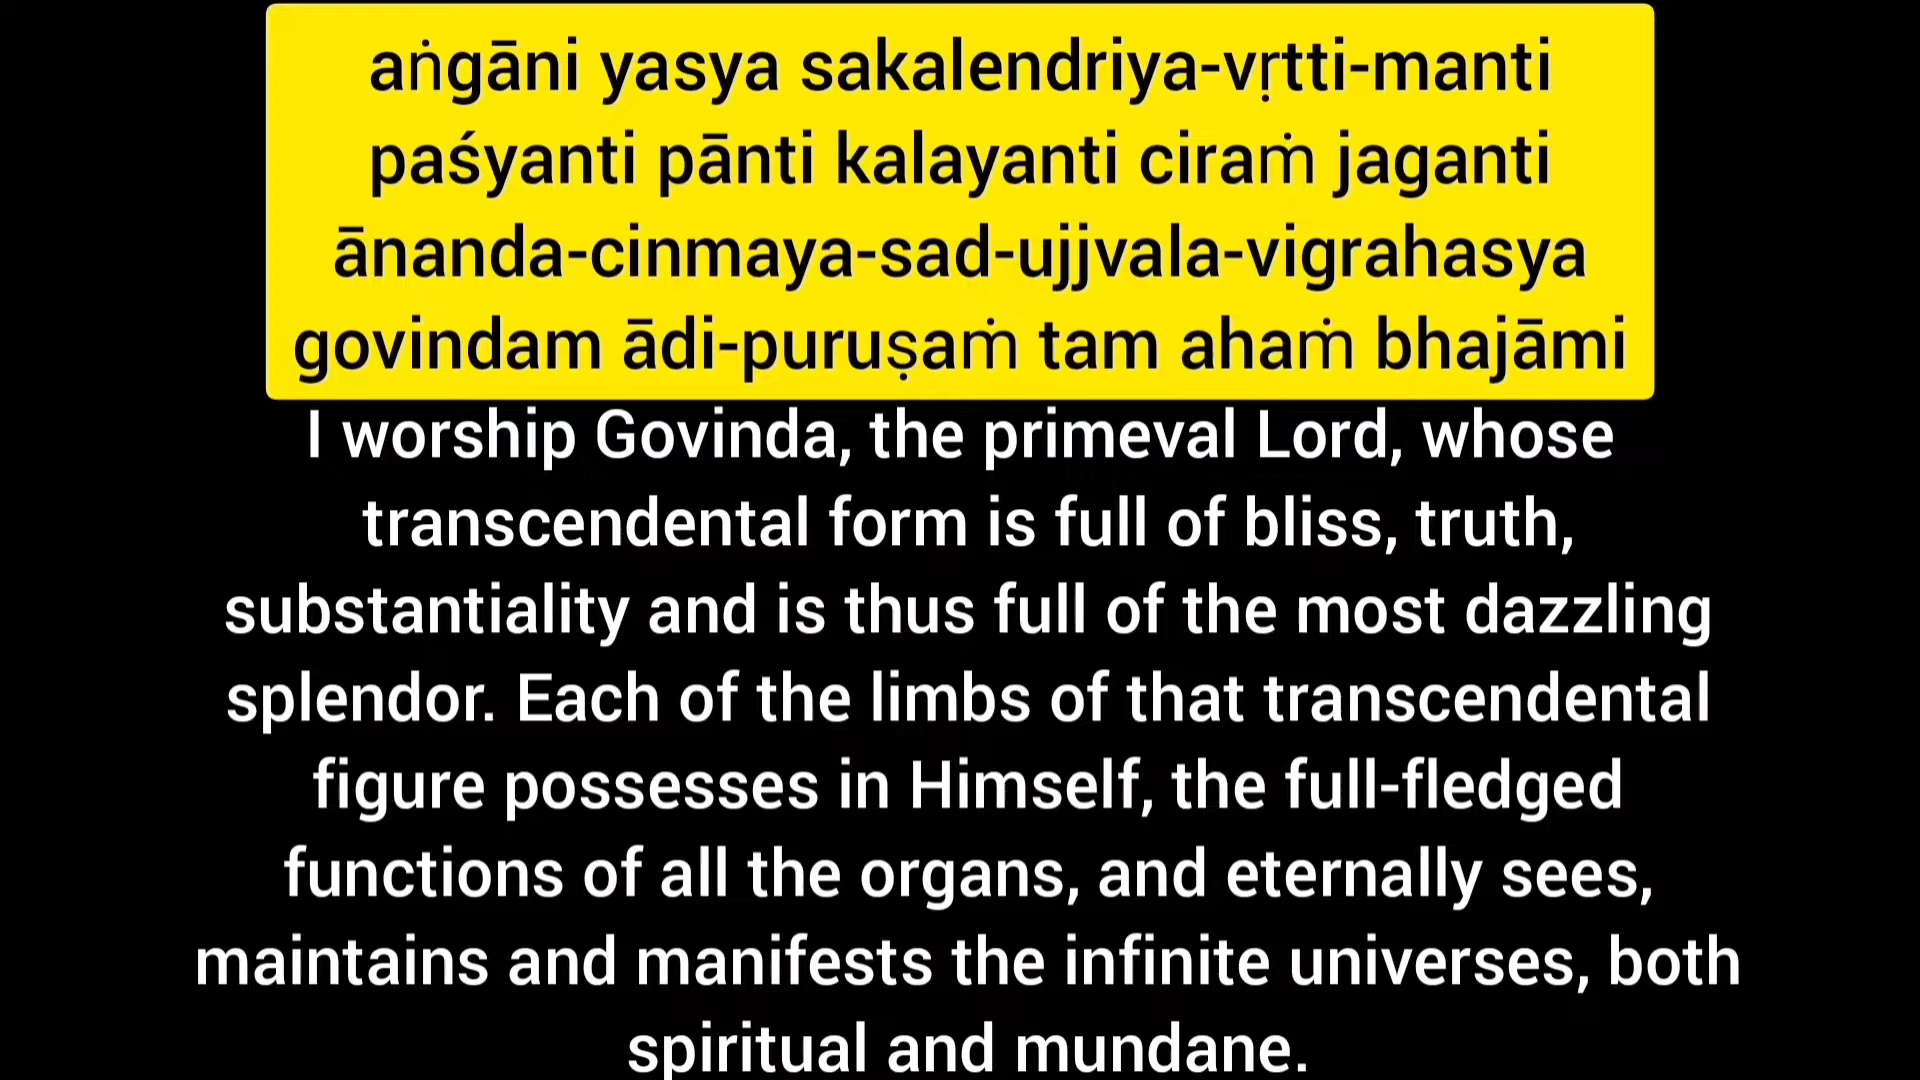 aṅgāni yasya sakalendriya-vṛtti-manti
paśyanti pānti kalayanti ciraṁ jaganti
ānanda-cinmaya-sad-ujjvala-vigrahasya
govindam ādi-puruṣaṁ tam ahaṁ bhajāmi
I worship Govinda, the primeval Lord, whose
transcendental form is full of bliss, truth,
substantiality and is thus full of the most dazzling
splendor. Each of the limbs of that transcendental
figure possesses in Himself, the full-fledged
functions of all the organs, and eternally sees,
maintains and manifests the infinite universes, both
spiritual and mundane.